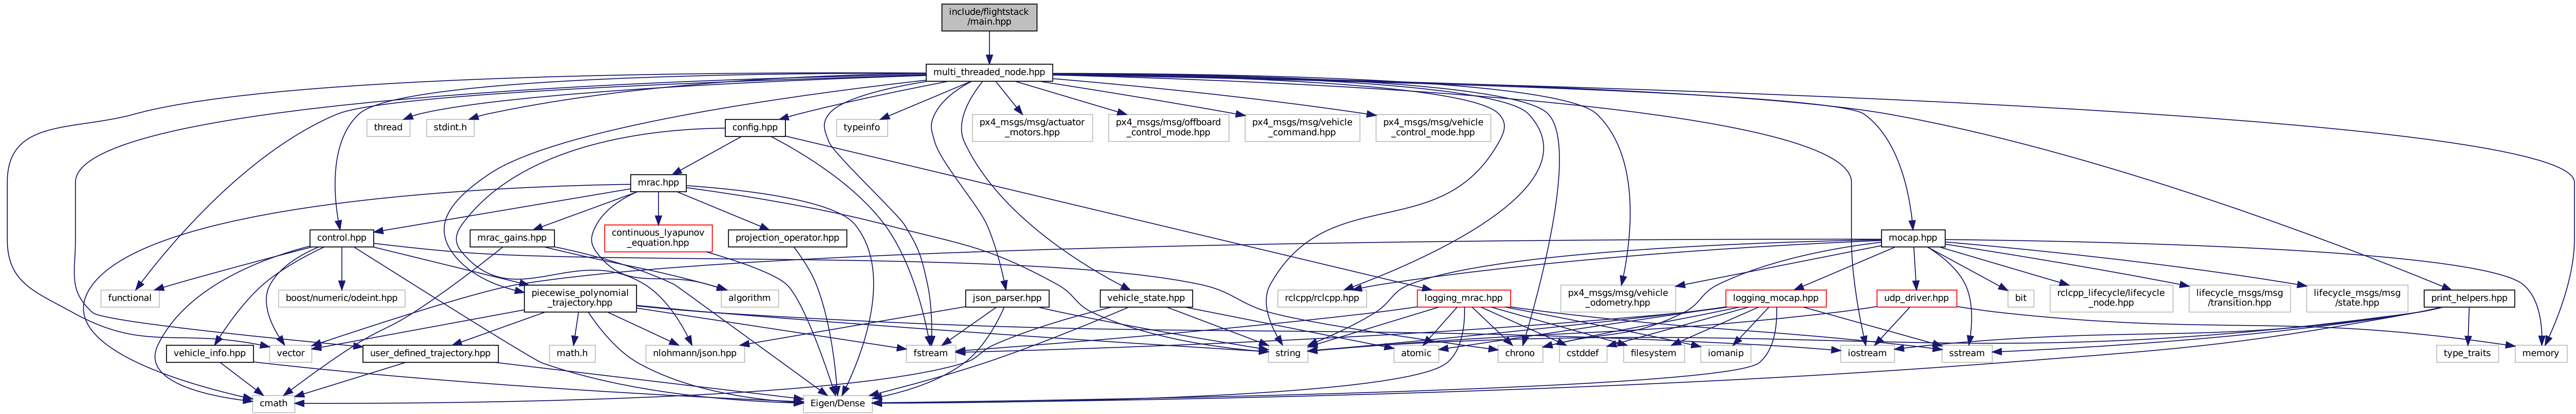 include/flightstack
/main.hpp
multi_threaded_node.hpp
thread
stdint.h
config.hpp
typeinfo
px4_msgs/msg/actuator
_motors.hpp
px4_msgs/msg/offboard
_control_mode.hpp
px4_msgs/msg/vehicle
_command.hpp
px4_msgs/msg/vehicle
_control_mode.hpp
mrac.hpp
control.hpp
mrac_gains.hpp
continuous_lyapunov
_equation.hpp
projection_operator.hpp
mocap.hpp
functional
boost/numeric/odeint.hpp
piecewise_polynomial
_trajectory.hpp
algorithm
json_parser.hpp
vehicle_state.hpp
rclcpp/rclcpp.hpp
logging_mrac.hpp
px4_msgs/msg/vehicle
_odometry.hpp
logging_mocap.hpp
udp_driver.hpp
bit
rclcpp_lifecycle/lifecycle
_node.hpp
lifecycle_msgs/msg
/transition.hpp
lifecycle_msgs/msg
/state.hpp
print_helpers.hpp
vehicle_info.hpp
vector
user_defined_trajectory.hpp
math.h
nlohmann/json.hpp
fstream
string
atomic
chrono
cstddef
filesystem
iomanip
iostream
sstream
type_traits
memory
cmath
Eigen/Dense